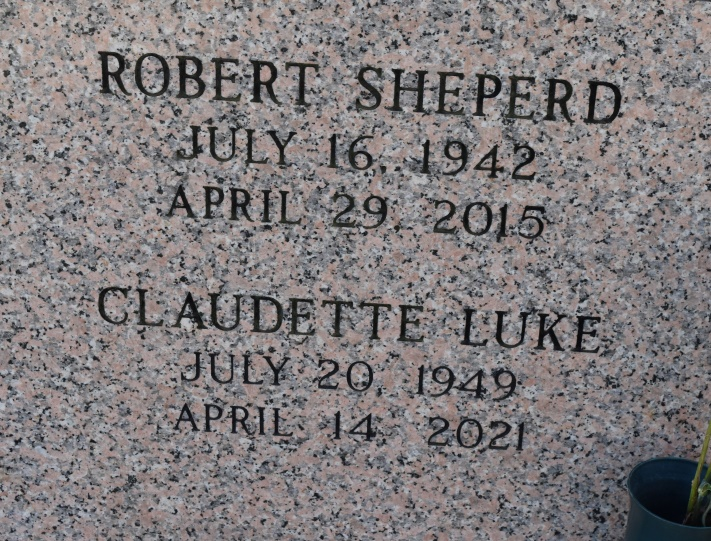 ROBERT SHEPERD
JULY 16, 1942
APRIL 29, 2015
CLAUDETTE LUKE
JULY 20, 1949
APRIL 14, 2021